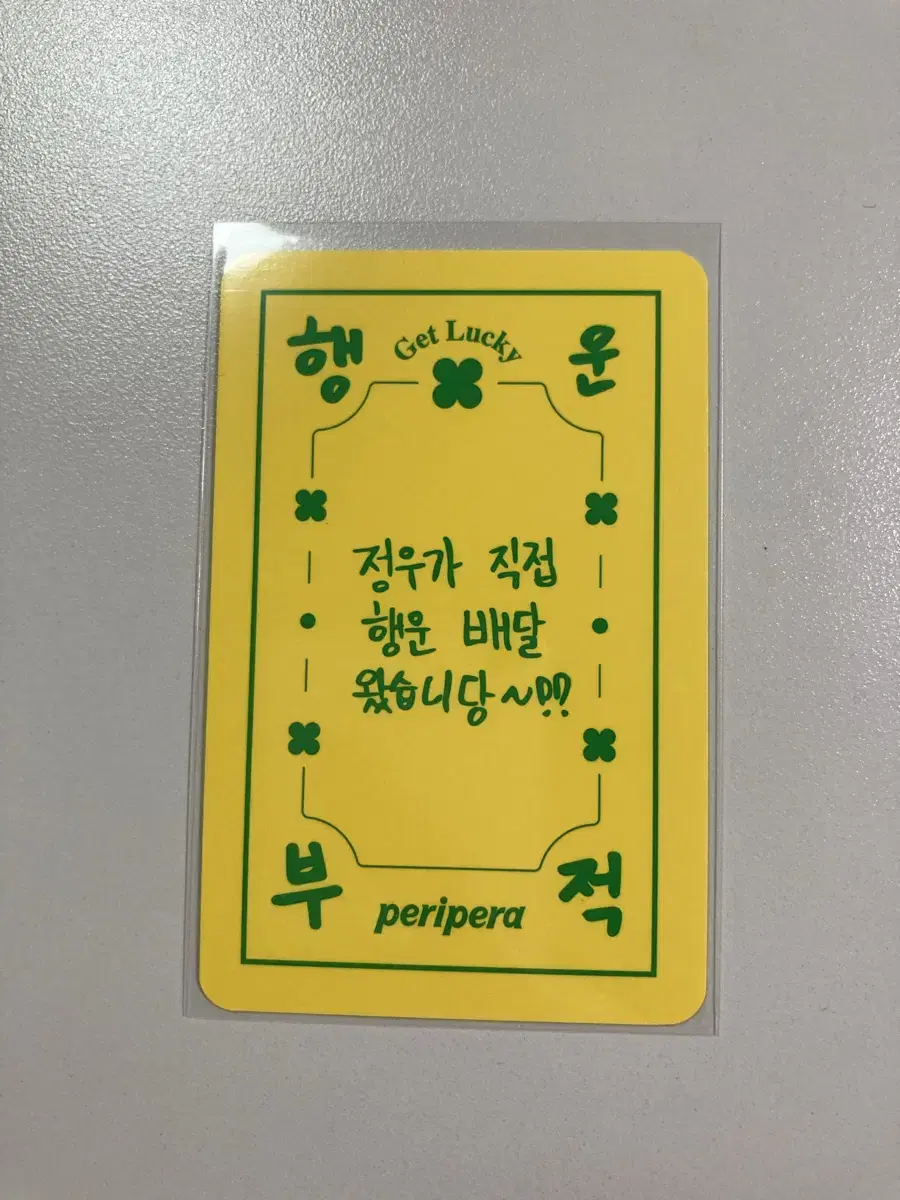 행 Get Lucky 운
정우가 직접
행운 배달
왔습니당~!!
부 peripera 적